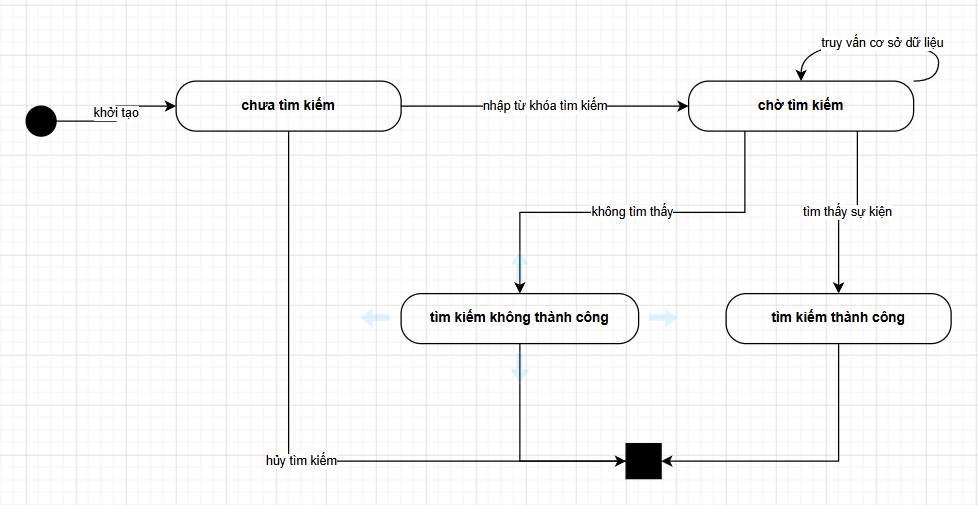 truy vấn cơ sở dữ liệu
khởi tạo
chưa tìm kiếm
nhập từ khóa tìm kiếm
chờ tìm kiếm
không tìm thấy
tìm thấy sự kiện
tìm kiếm không thành công
tìm kiếm thành công
hủy tìm kiếm